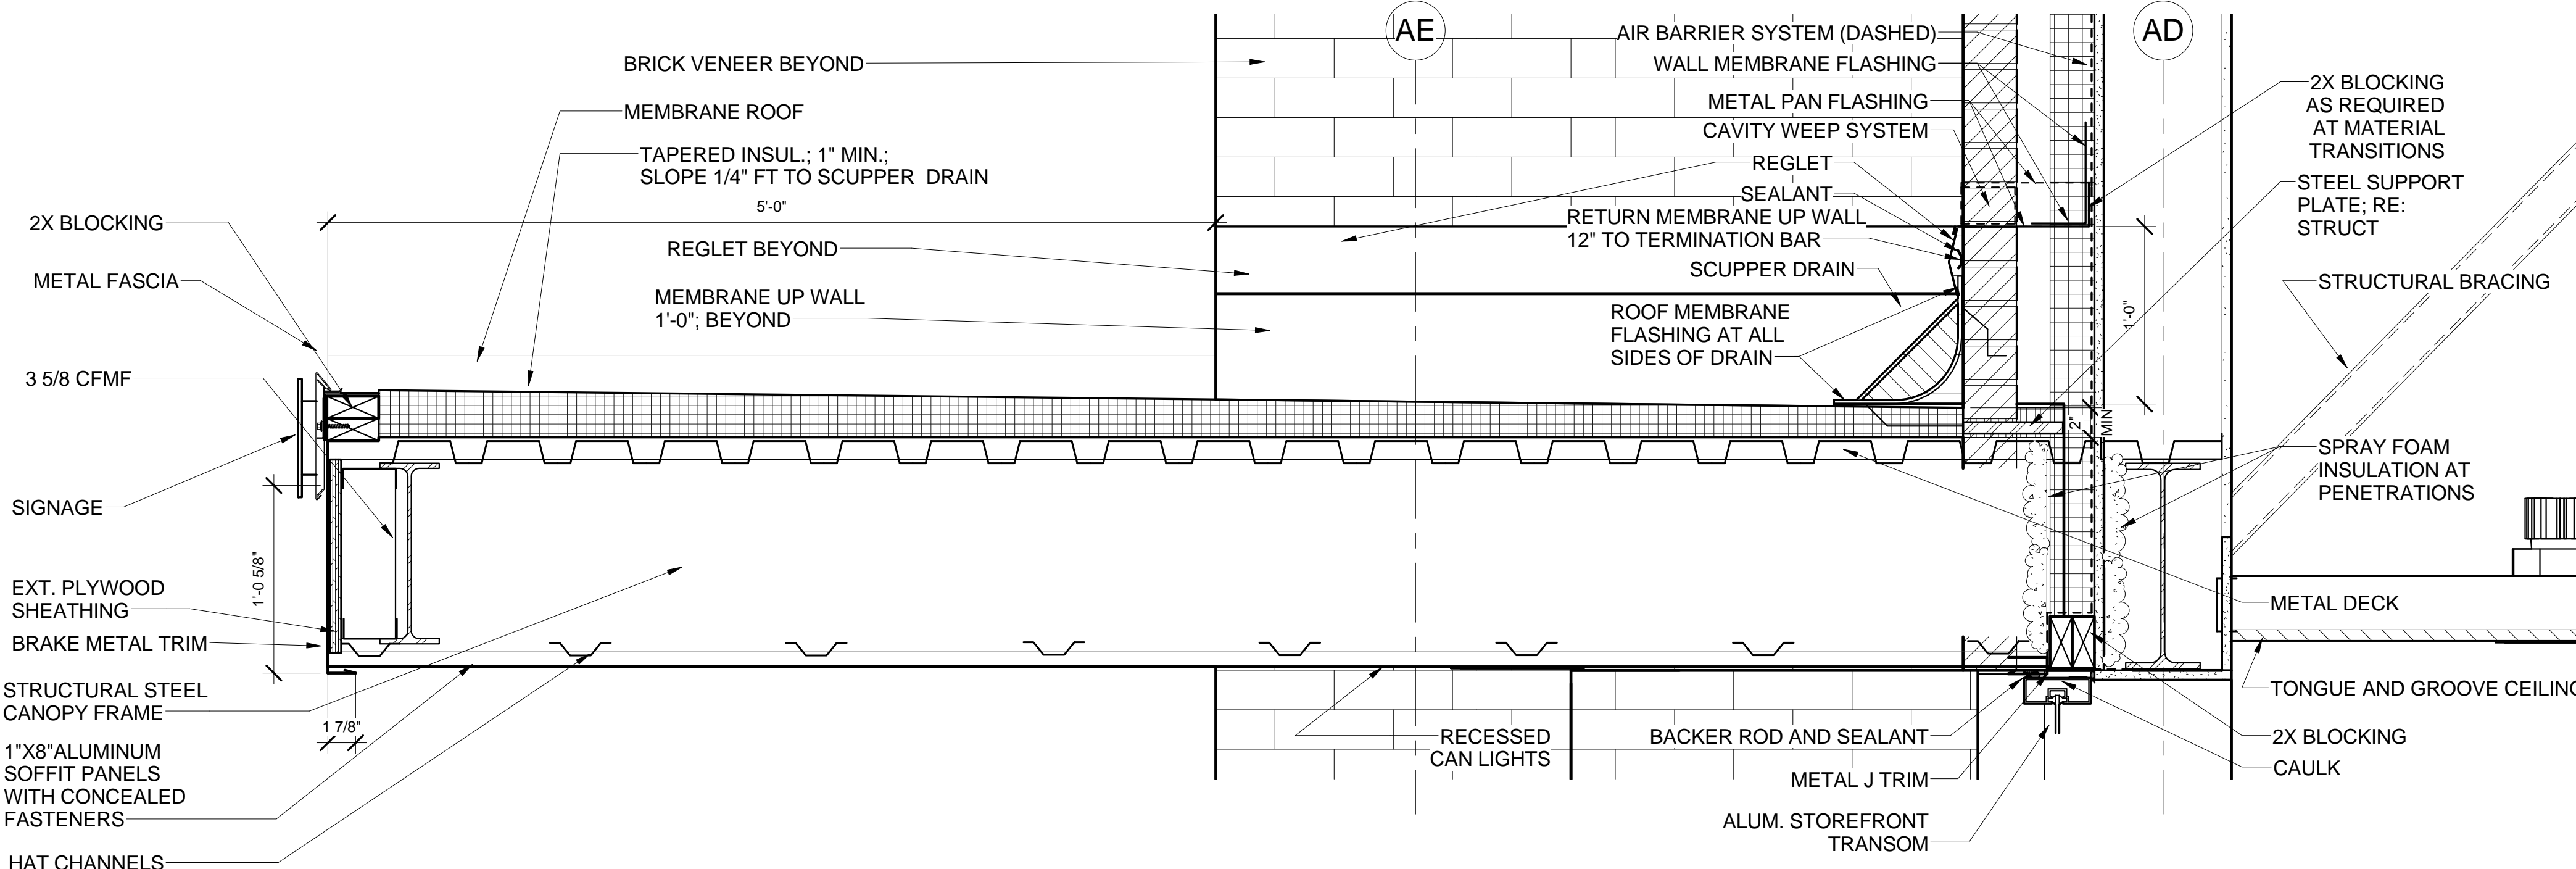 AE
AD
BRICK VENEER BEYOND
MEMBRANE ROOF
TAPERED INSUL.; 1" MIN.;
SLOPE 1/4" FT TO SCUPPER DRAIN
5'-0"
2X BLOCKING
METAL FASCIA
3 5/8 CFMF
SIGNAGE
1'-0 5/8"
EXT. PLYWOOD
SHEATHING
BRAKE METAL TRIM
STRUCTURAL STEEL
CANOPY FRAME
1 7/8"
1"X8"ALUMINUM
SOFFIT PANELS
WITH CONCEALED
FASTENERS
HAT CHANNELS
REGLET BEYOND
MEMBRANE UP WALL
1'-0"; BEYOND
AIR BARRIER SYSTEM (DASHED)
WALL MEMBRANE FLASHING
METAL PAN FLASHING
CAVITY WEEP SYSTEM
REGLET
SEALANT
RETURN MEMBRANE UP WALL
12" TO TERMINATION BAR
SCUPPER DRAIN
ROOF MEMBRANE
FLASHING AT ALL
SIDES OF DRAIN
RECESSED
CAN LIGHTS
BACKER ROD AND SEALANT
METAL J TRIM
ALUM. STOREFRONT
TRANSOM
2X BLOCKING
AS REQUIRED
AT MATERIAL
TRANSITIONS
STEEL SUPPORT
PLATE; RE:
STRUCT
STRUCTURAL BRACING
1'-0"
2"
MIN
SPRAY FOAM
INSULATION AT
PENETRATIONS
METAL DECK
TONGUE AND GROOVE CEILING
2X BLOCKING
CAULK